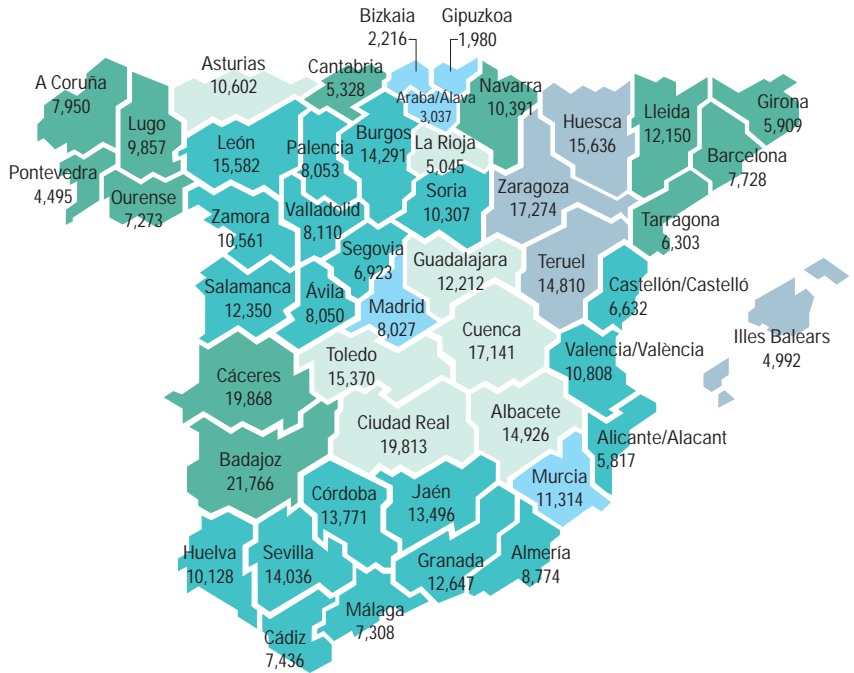 Bizkaia
2,216
Gipuzkoa
1,980
Asturias
10,602
Cantabria
5,328
A Coruña
7,950
Lugo
9,857
Araba/Álava
3,037
Navarra
10,391
Huesca
15,636
Lleida
12,150
Girona
5,909
León
15,582
Palencia
8,053
Burgos
14,291
La Rioja
5,045
Barcelona
7,728
Pontevedra
4,495
Ourense
7,273
Soria
10,307
Zaragoza
17,274
Zamora
10,561
Valladolid
8,110
Tarragona
6,303
Segovia
6,923
Guadalajara
12,212
Teruel
14,810
Salamanca
12,350
Ávila
8,050
Castellón/Castelló
6,632
Madrid
8,027
Cuenca
17,141
Illes Balears
4,992
Toledo
15,370
Valencia/València
10,808
Cáceres
19,868
Ciudad Real
19,813
Albacete
14,926
Alicante/Alacant
5,817
Badajoz
21,766
Murcia
11,314
Córdoba
13,771
Jaén
13,496
Huelva
10,128
Sevilla
14,036
Granada
12,647
Almería
8,774
Málaga
7,308
Cádiz
7,436